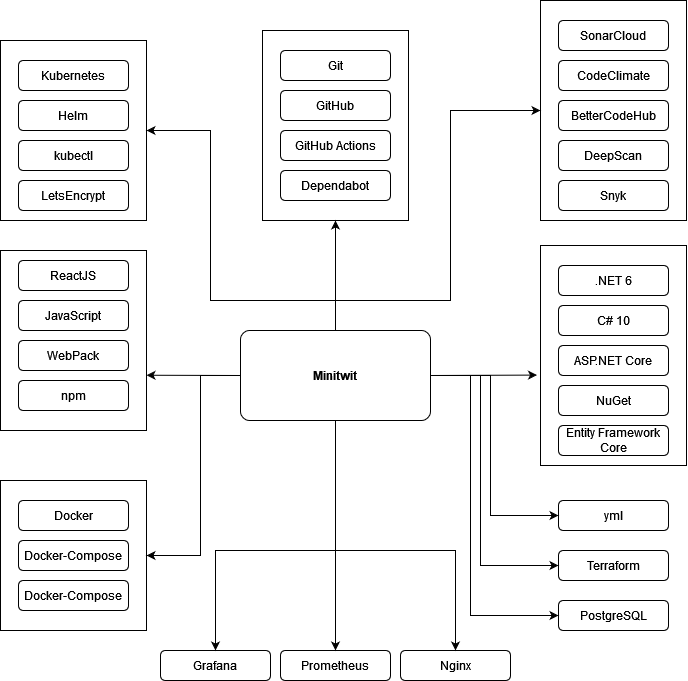 Kubernetes
Helm
kubectl
LetsEncrypt
Git
GitHub
GitHub Actions
Dependabot
SonarCloud
CodeClimate
BetterCodeHub
DeepScan
Snyk
ReactJS
JavaScript
WebPack
npm
Minitwit
.NET 6
C# 10
ASP.NET Core
NuGet
Entity Framework
Core
Docker
Docker-Compose
Docker-Compose
yml
Terraform
PostgreSQL
Grafana
Prometheus
Nginx